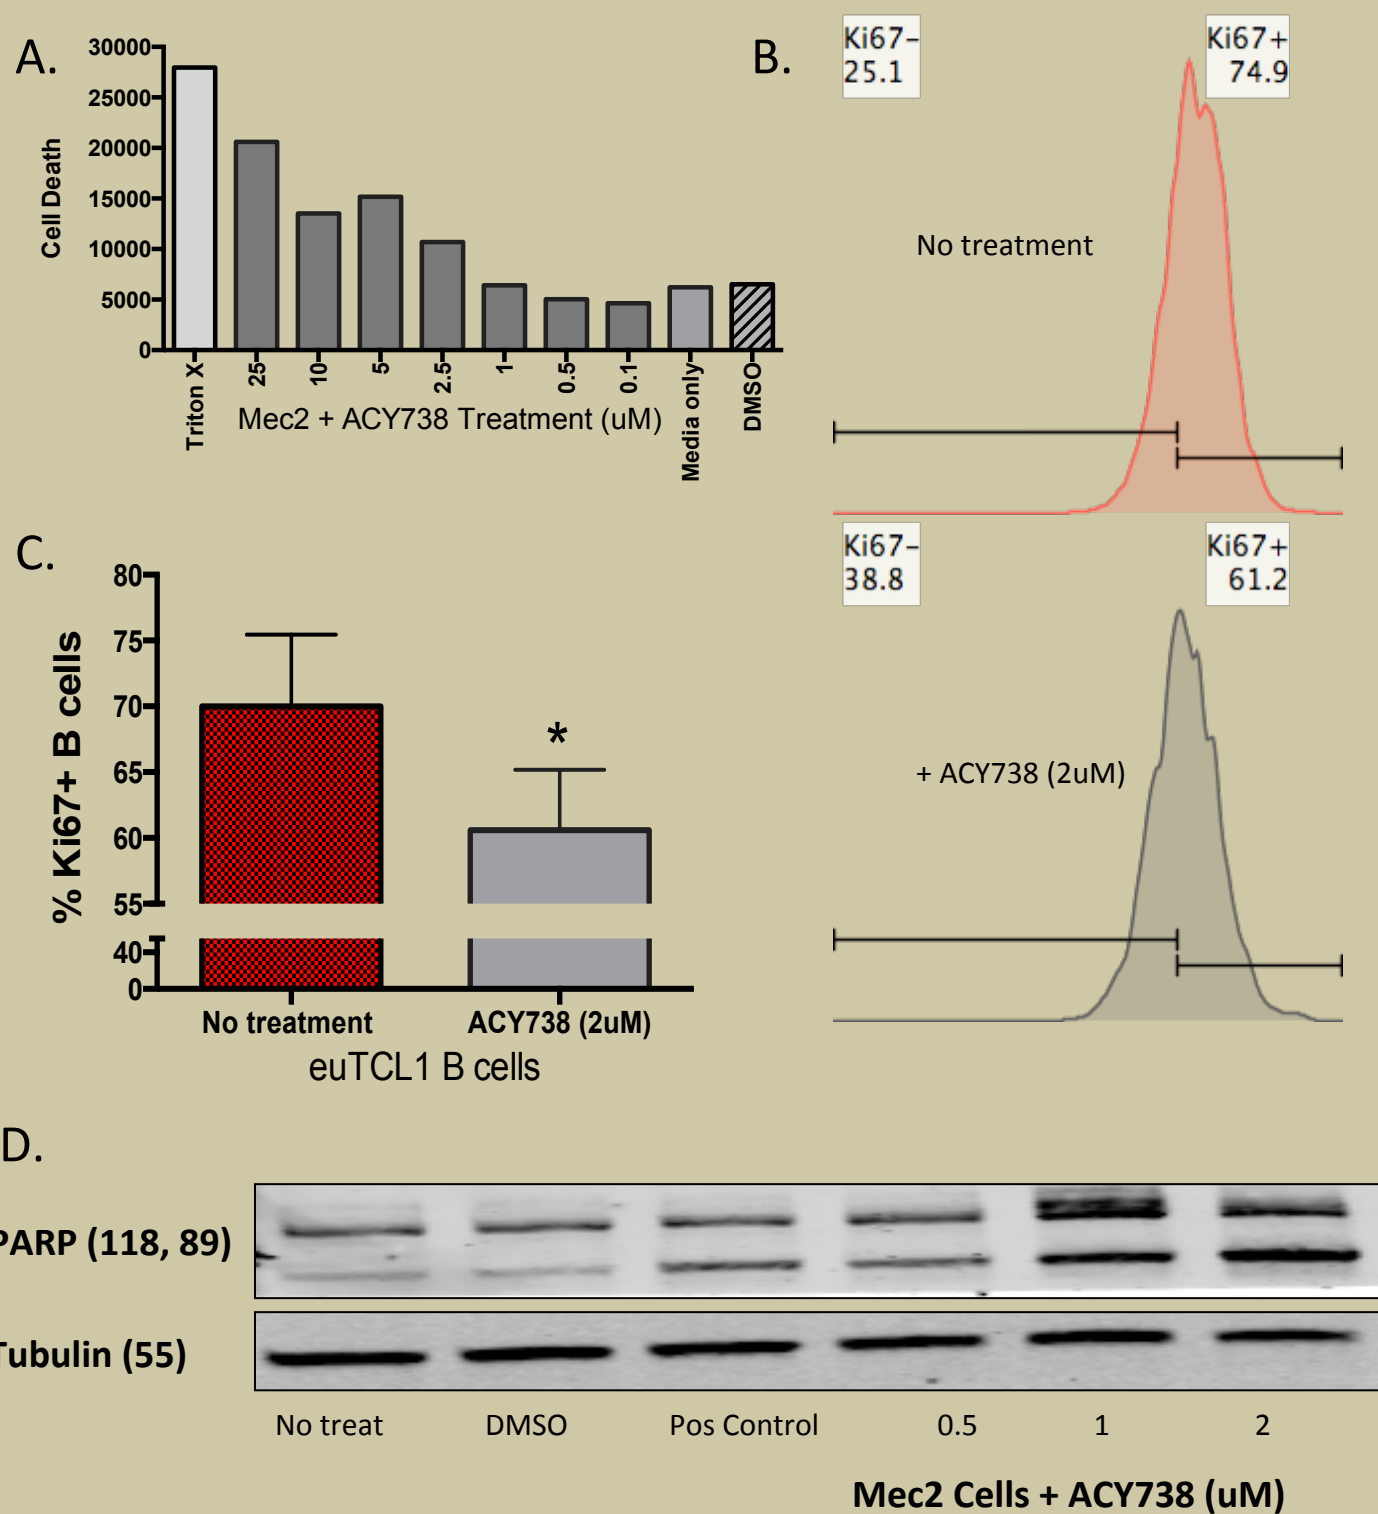 A.
30000
25000
20000
15000
10000
5000
0
Cell Death
Triton X
25
10
5
2.5
1
0.5
0.1
Media only
DMSO
Mec2 + ACY738 Treatment (uM)
B.
Ki67-
25.1
Ki67+
74.9
No treatment
Ki67-
38.8
Ki67+
61.2
+ ACY738 (2uM)
C.
80
75
70
65
60
55
40
0
% Ki67+ B cells
*
No treatment
ACY738 (2uM)
euTCL1 B cells
D.
PARP (118, 89)
Tubulin (55)
No treat
DMSO
Pos Control
0.5
1
2
Mec2 Cells + ACY738 (uM)